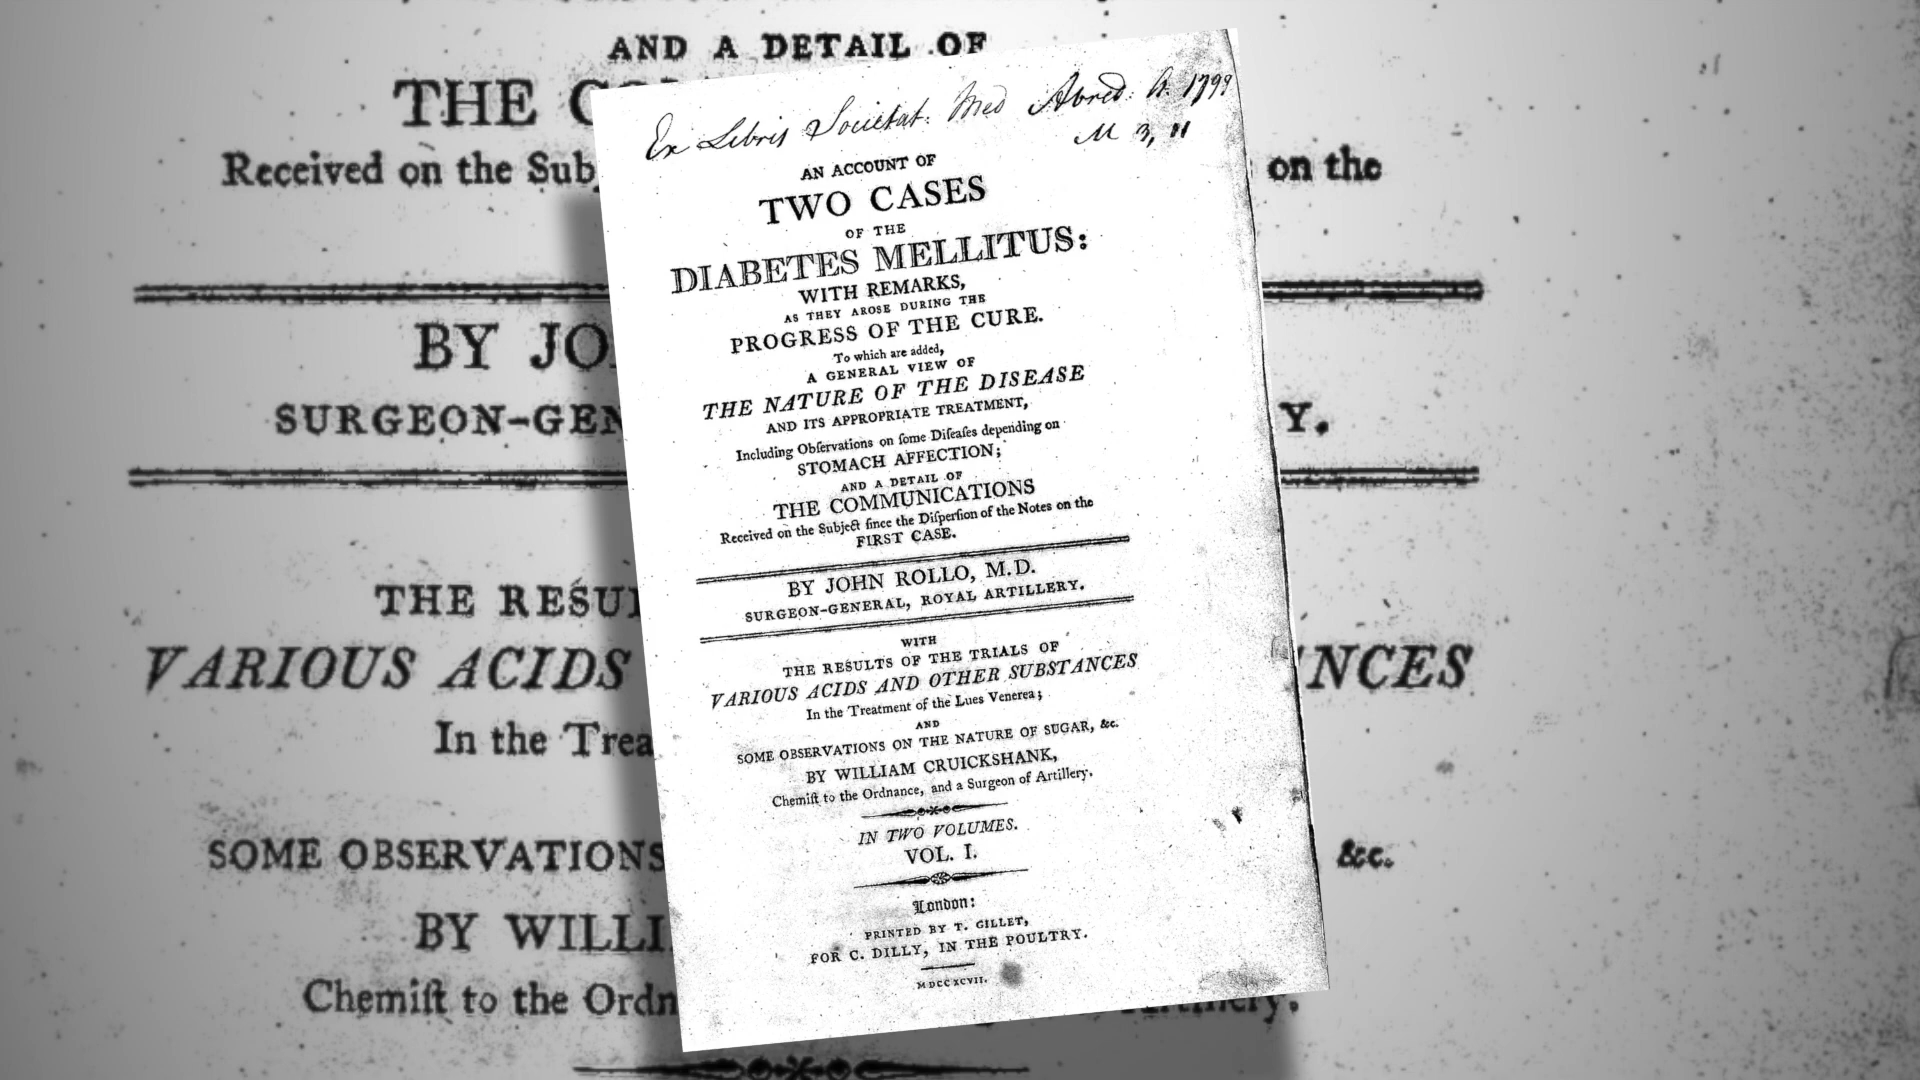 Ex Libris Societat. Med Abred. A. 1799
M 3, 11
AN ACCOUNT OF
TWO CASES
OF THE
DIABETES MELLITUS:
WITH REMARKS,
AS THEY AROSE DURING THE
PROGRESS OF THE CURE.
To which are added,
A GENERAL VIEW OF
THE NATURE OF THE DISEASE
AND ITS APPROPRIATE TREATMENT,
Including Obſervations on ſome Diſeaſes depending on
STOMACH AFFECTION;
AND A DETAIL OF
THE COMMUNICATIONS
Received on the Subject ſince the Diſperſion of the Notes on the
FIRST CASE.
BY JOHN ROLLO, M.D.
SURGEON-GENERAL, ROYAL ARTILLERY.
WITH
THE RESULTS OF THE TRIALS OF
VARIOUS ACIDS AND OTHER SUBSTANCES
In the Treatment of the Lues Venerea;
AND
SOME OBSERVATIONS ON THE NATURE OF SUGAR, &c.
BY WILLIAM CRUICKSHANK,
Chemiſt to the Ordnance, and a Surgeon of Artillery.
IN TWO VOLUMES.
VOL. I.
London:
PRINTED BY T. GILLET,
FOR C. DILLY, IN THE POULTRY.
MDCCXCVII.
AND A DETAIL OF
THE CO
Received on the Sub on the
BY JO
SURGEON-GEN Y.
THE RESU
VARIOUS ACIDS NCES
In the Trea
SOME OBSERVATIONS &c.
BY WILLI
Chemiſt to the Ordn Artillery.